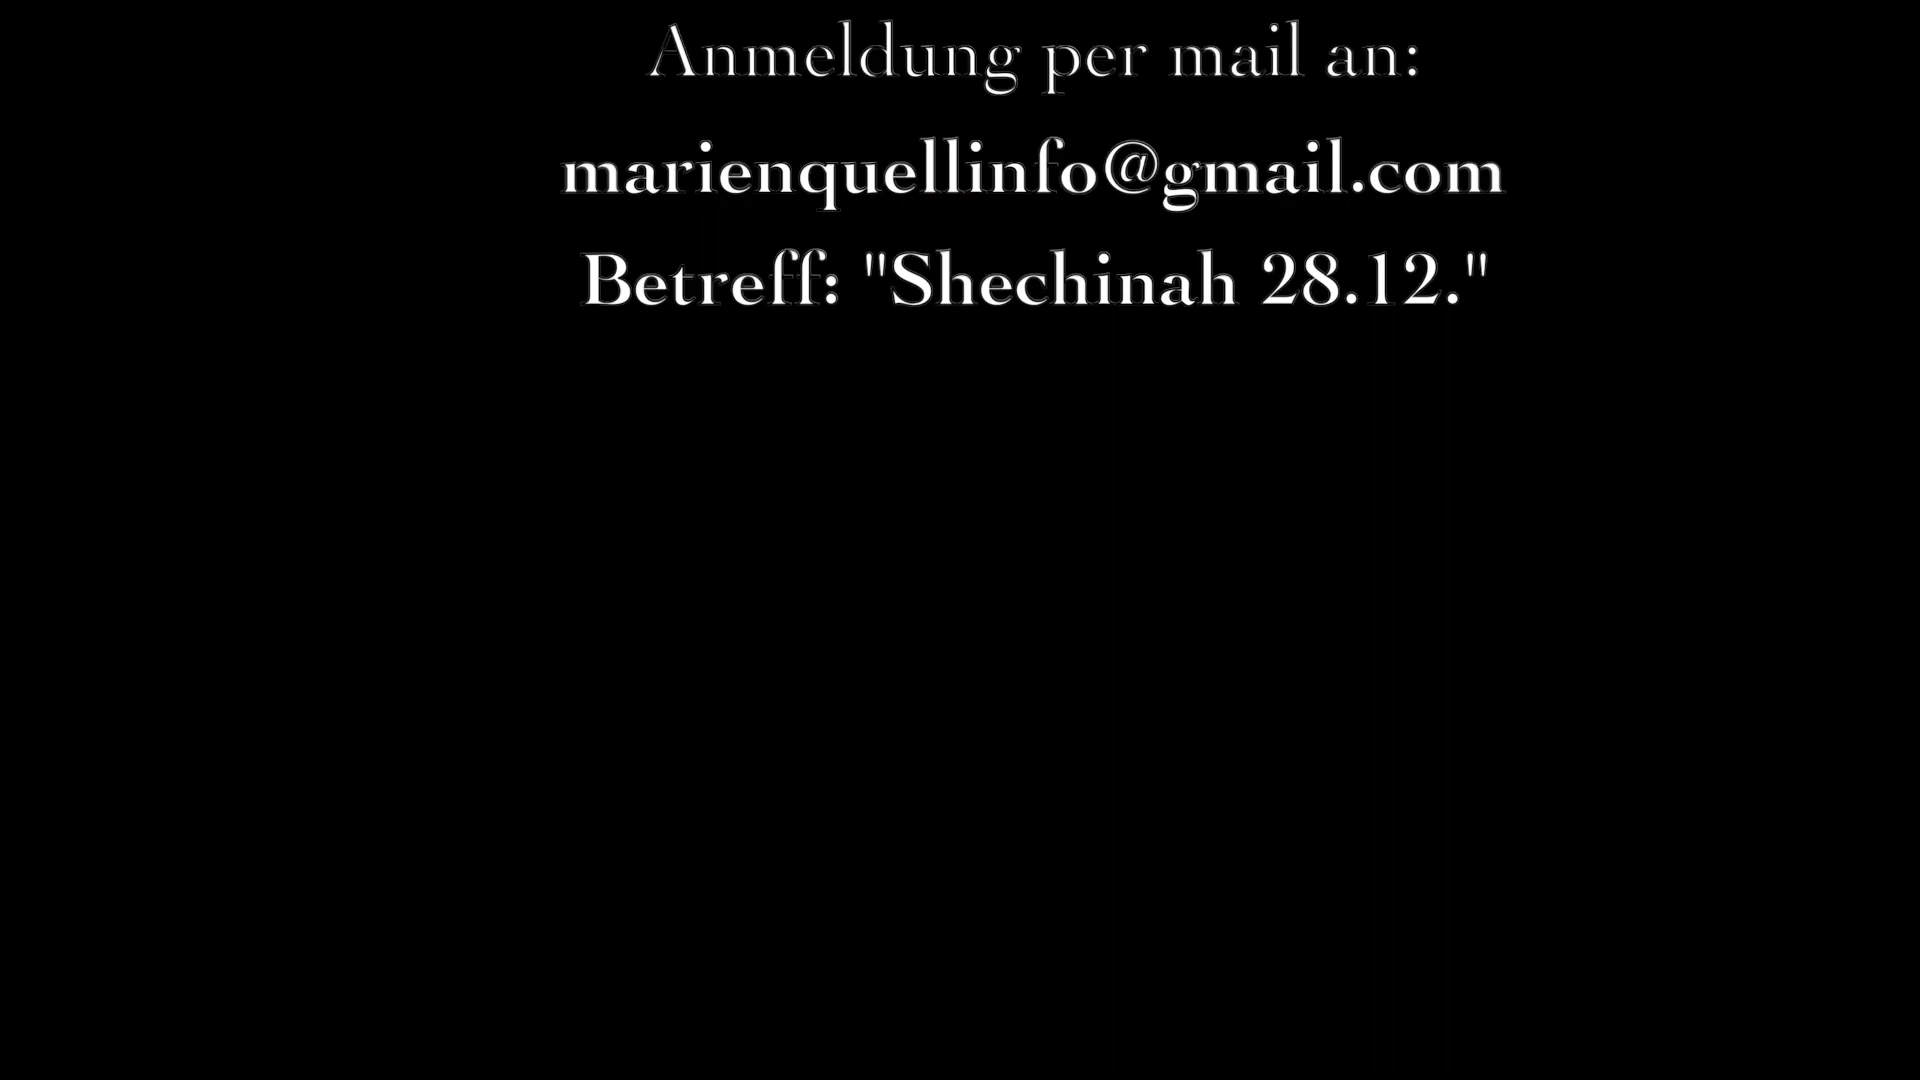 Anmeldung per mail an:
marienquellinfo@gmail.com
Betreff: "Shechinah 28.12."